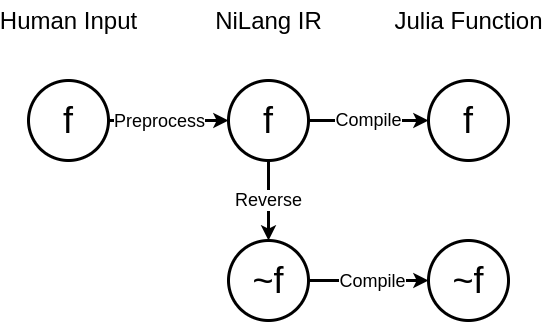 Human Input
NiLang IR
Julia Function
f
Preprocess
f
Compile
f
Reverse
~f
Compile
~f